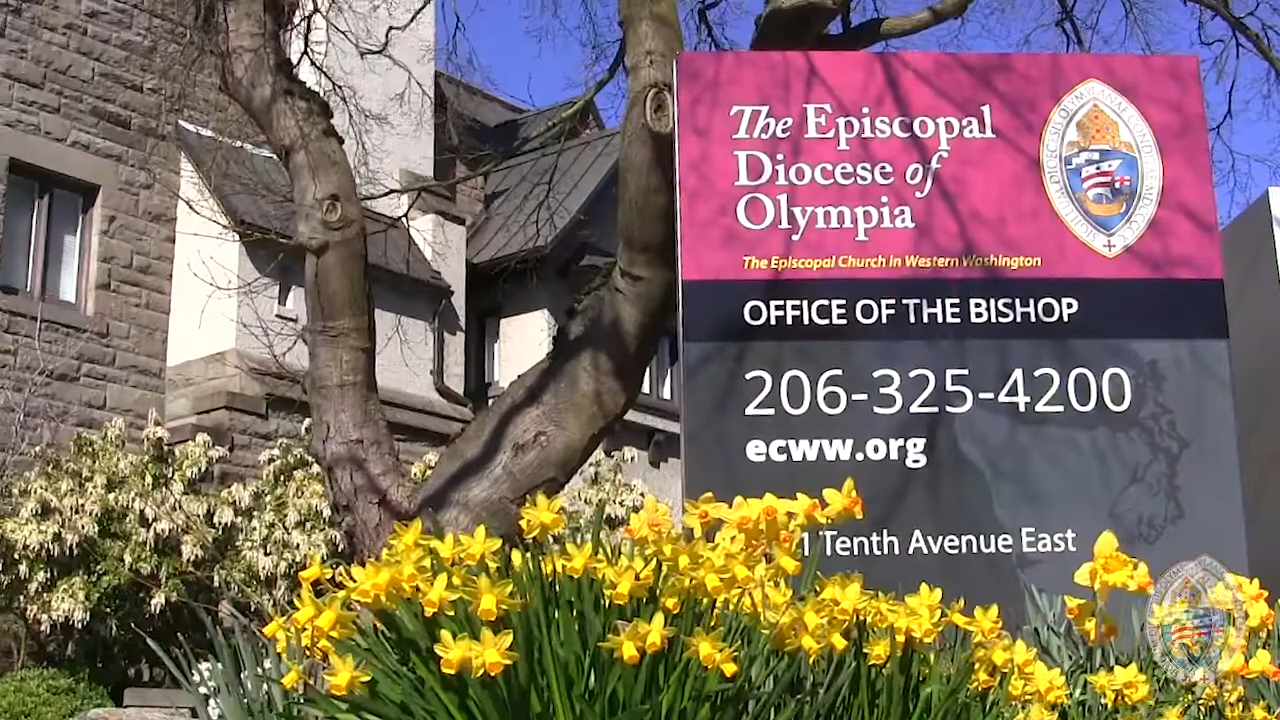 The Episcopal
Diocese of
Olympia
The Episcopal Church in Western Washington
OFFICE OF THE BISHOP
206-325-4200
ecww.org
1 Tenth Avenue East